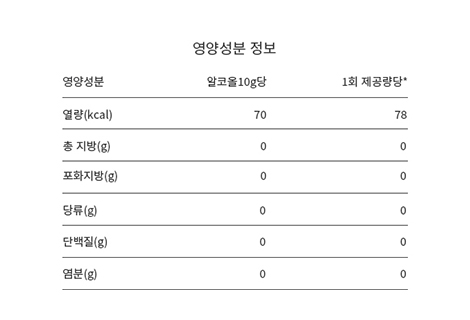 영양성분 정보
영양성분 알코올10g당 1회 제공량당*
열량(kcal) 70 78
총 지방(g) 0 0
포화지방(g) 0 0
당류(g) 0 0
단백질(g) 0 0
염분(g) 0 0